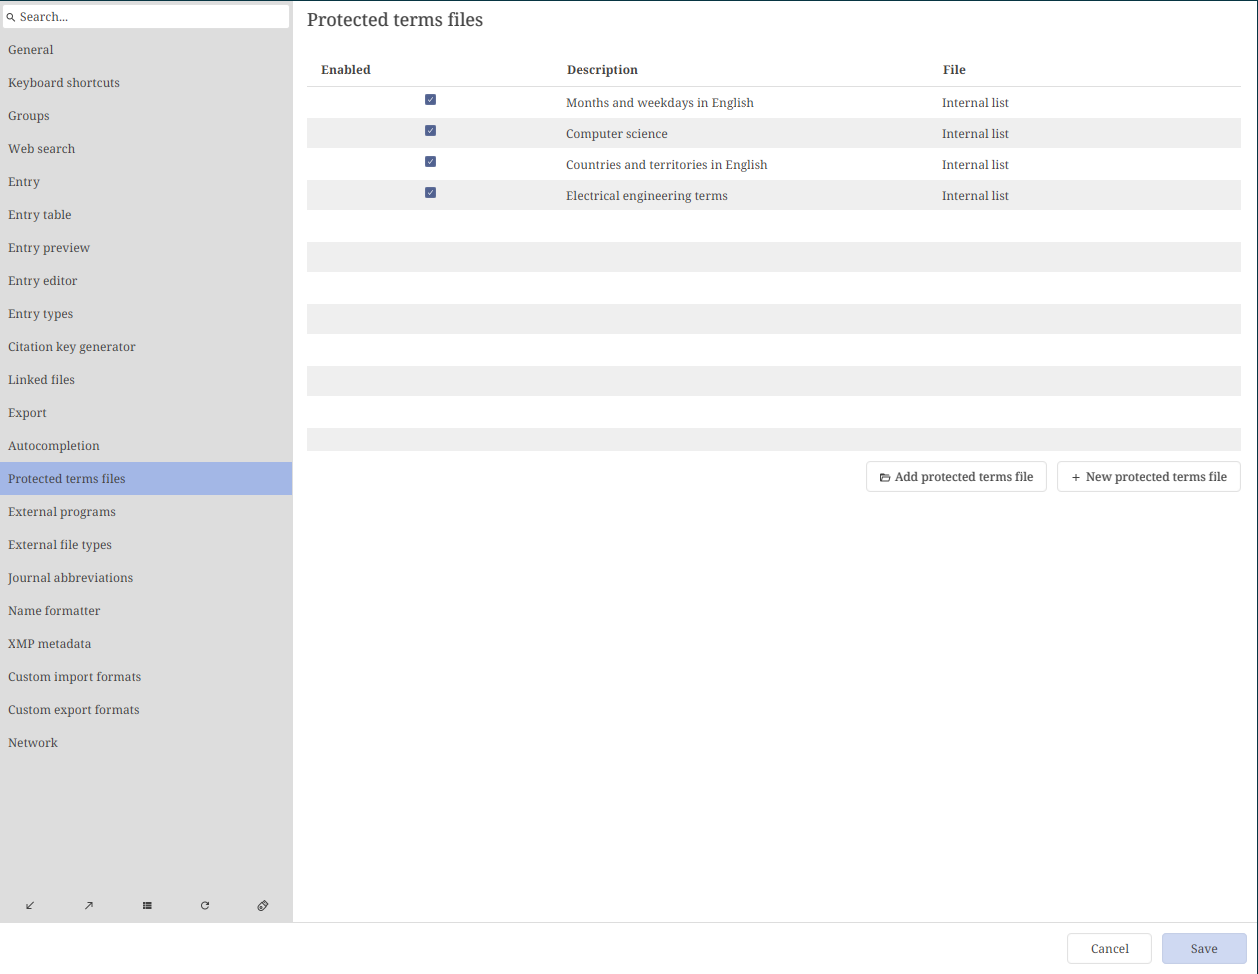 Search...
General
Keyboard shortcuts
Groups
Web search
Entry
Entry table
Entry preview
Entry editor
Entry types
Citation key generator
Linked files
Export
Autocompletion
Protected terms files
External programs
External file types
Journal abbreviations
Name formatter
XMP metadata
Custom import formats
Custom export formats
Network
Protected terms files
Enabled Description File
Months and weekdays in English Internal list
Computer science Internal list
Countries and territories in English Internal list
Electrical engineering terms Internal list
Add protected terms file + New protected terms file
Cancel Save